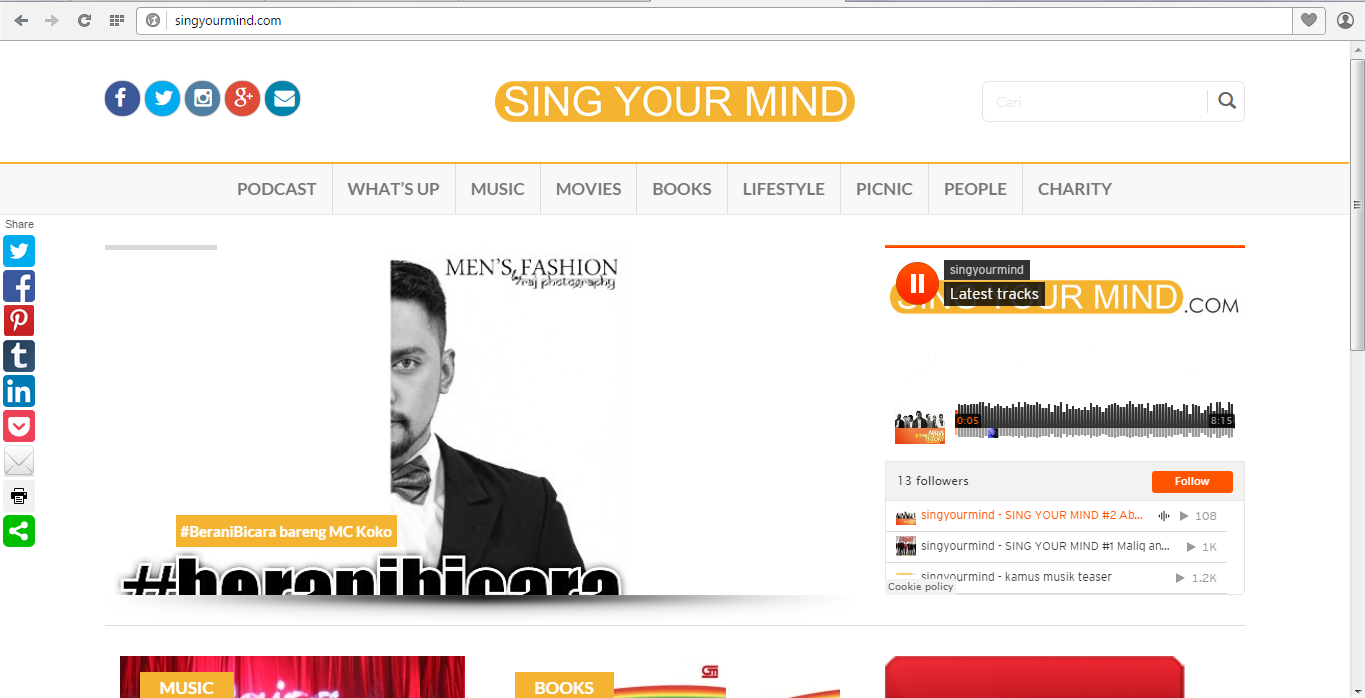 singyourmind.com
SING YOUR MIND
Cari
PODCAST WHAT'S UP MUSIC MOVIES BOOKS LIFESTYLE PICNIC PEOPLE CHARITY
Share
MEN'S FASHION
by raj photography
#BeraniBicara bareng MC Koko
#beranibicara
singyourmind
Latest tracks
SING YOUR MIND.COM
0:05
8:15
13 followers
Follow
singyourmind - SING YOUR MIND #2 Ab... 108
singyourmind - SING YOUR MIND #1 Maliq an... 1K
singyourmind - kamus musik teaser 1.2K
Cookie policy
MUSIC
BOOKS